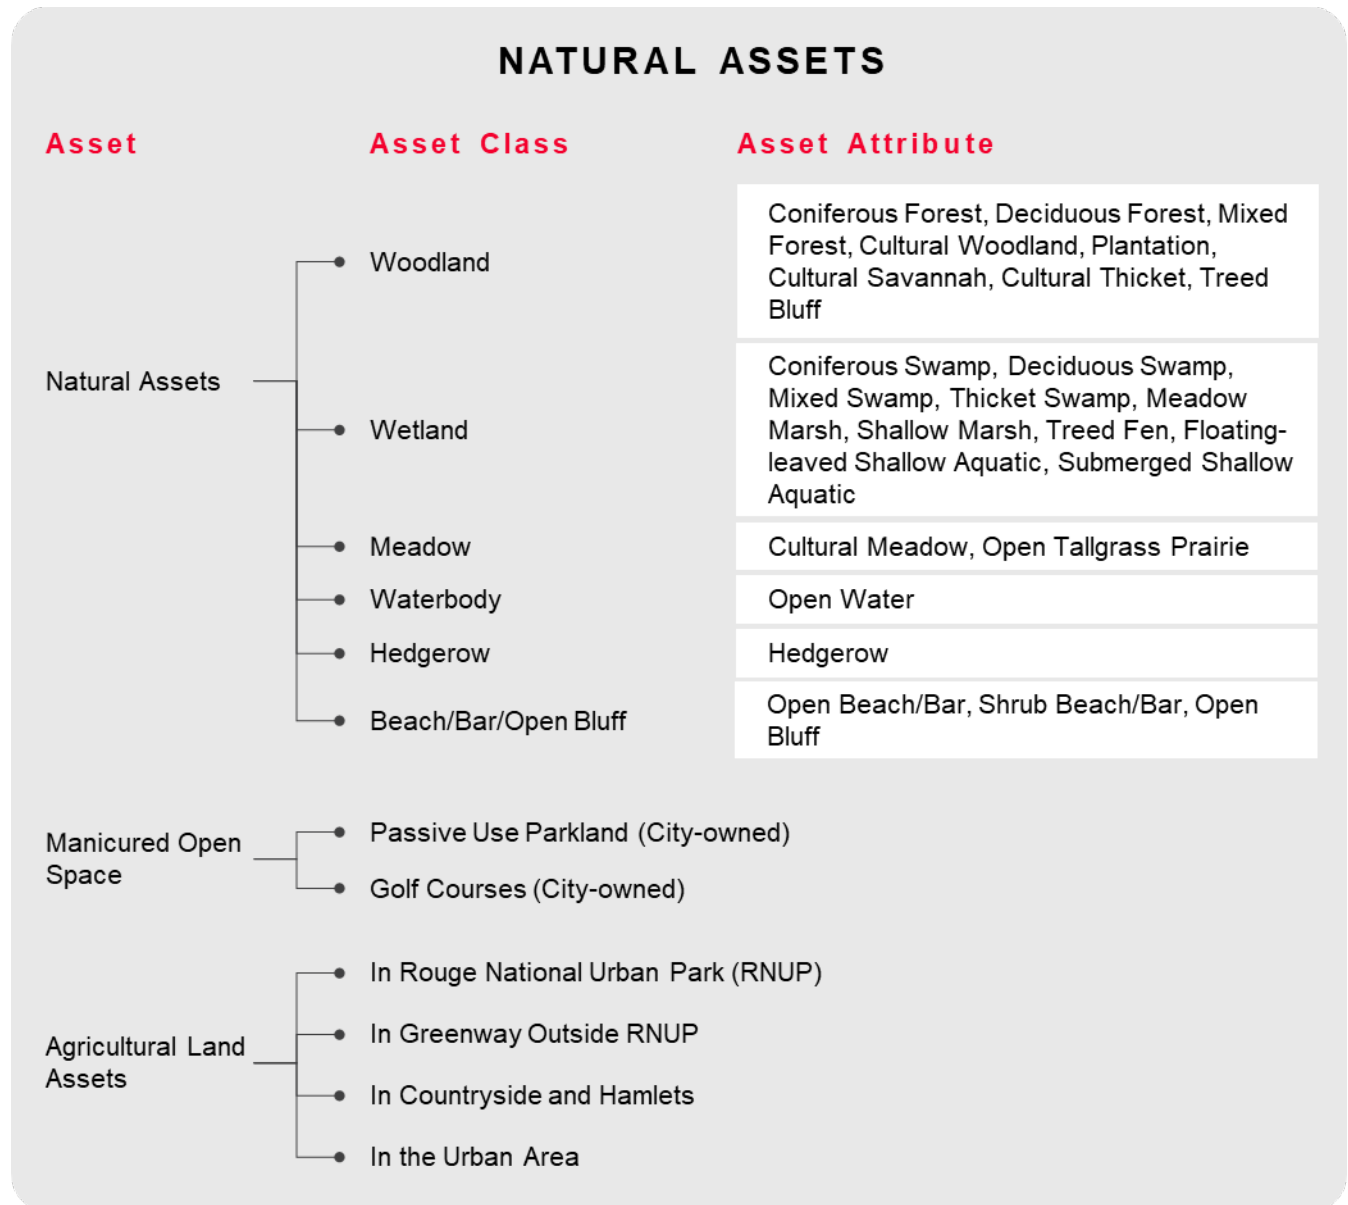 NATURAL ASSETS
Asset
Asset Class
Asset Attribute
Natural Assets
Woodland
Coniferous Forest, Deciduous Forest, Mixed
Forest, Cultural Woodland, Plantation,
Cultural Savannah, Cultural Thicket, Treed
Bluff
Wetland
Coniferous Swamp, Deciduous Swamp,
Mixed Swamp, Thicket Swamp, Meadow
Marsh, Shallow Marsh, Treed Fen, Floating-
leaved Shallow Aquatic, Submerged Shallow
Aquatic
Meadow
Cultural Meadow, Open Tallgrass Prairie
Waterbody
Open Water
Hedgerow
Hedgerow
Beach/Bar/Open Bluff
Open Beach/Bar, Shrub Beach/Bar, Open
Bluff
Manicured Open
Space
Passive Use Parkland (City-owned)
Golf Courses (City-owned)
Agricultural Land
Assets
In Rouge National Urban Park (RNUP)
In Greenway Outside RNUP
In Countryside and Hamlets
In the Urban Area